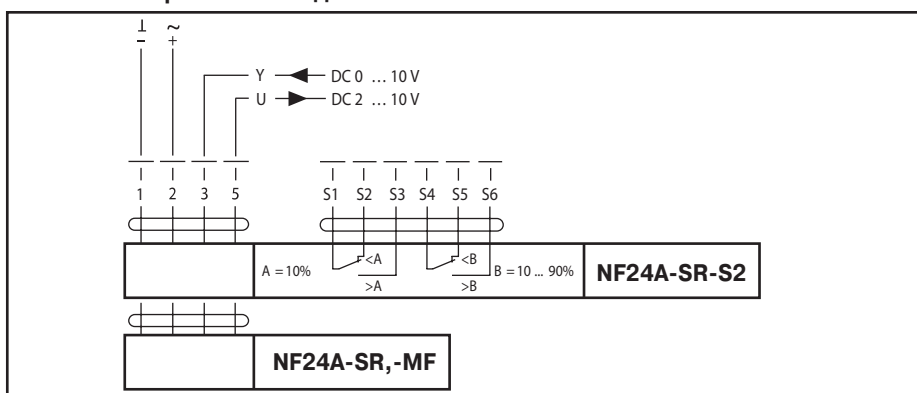 ⊥ ~
- +
Y DC 0 … 10 V
U DC 2 … 10 V
1 2 3 5 S1 S2 S3 S4 S5 S6
A = 10% <A >A <B >B B = 10 ... 90% NF24A-SR-S2
NF24A-SR,-MF